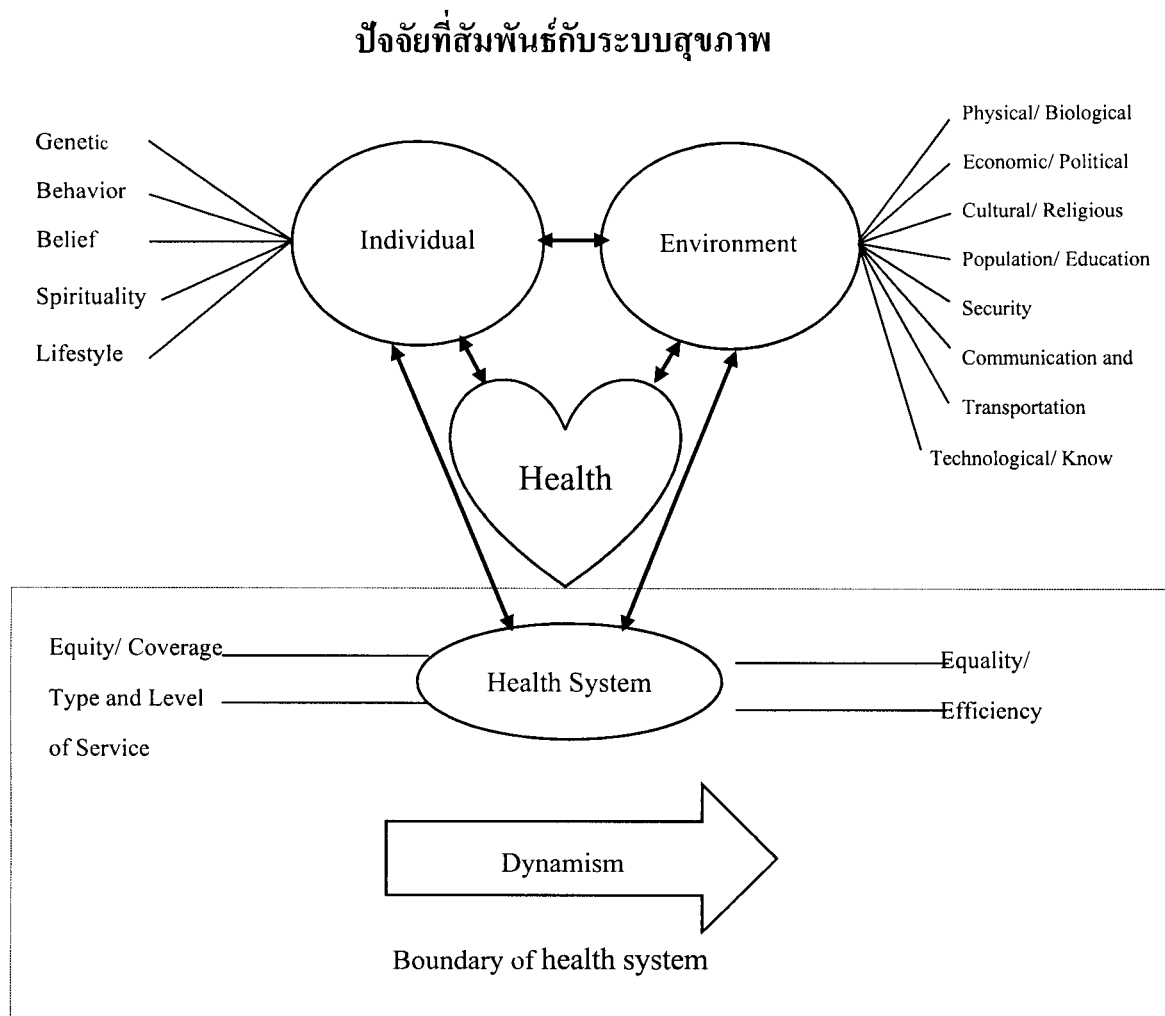 ปัจจัยที่สัมพันธ์กับระบบสุขภาพ
Genetic
Behavior
Belief
Spirituality
Lifestyle
Individual
Environment
Physical/ Biological
Economic/ Political
Cultural/ Religious
Population/ Education
Security
Communication and
Transportation
Technological/ Know
Health
Equity/ Coverage
Type and Level
of Service
Health System
Equality/
Efficiency
Dynamism
Boundary of health system